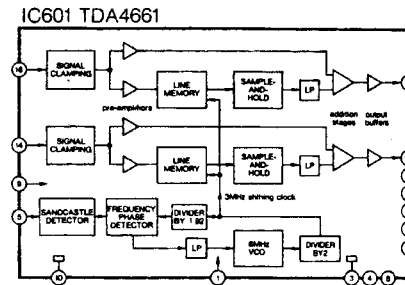 IC601 TDA4661
16
SIGNAL
CLAMPING
pre-amplifiors
LINE
MEMORY
SAMPLE-
AND-
HOLD
LP
addition
stages
output
buffers
14
SIGNAL
CLAMPING
LINE
MEMORY
SAMPLE-
AND-
HOLD
LP
9
3MHz shifting clock
5
SANDCASTLE
DETECTOR
FREQUENCY
PHASE
DETECTOR
DIVIDER
BY 192
LP
6MHz
VCO
DIVIDER
BY2
10
1
3
4
8